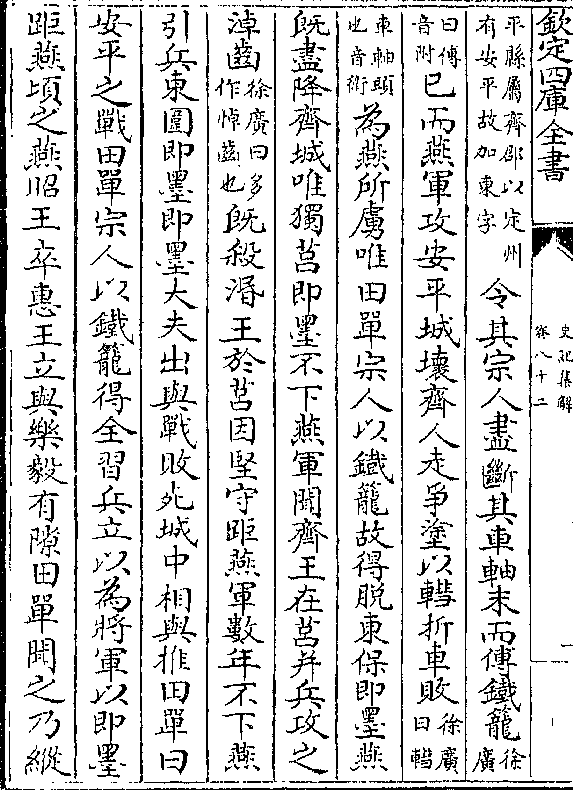 欽定四庫全書
史記集解
卷八十二
一
平縣屬齊郡以定州
有安平故加東字
令其宗人盡斷其車軸末而傅鐵籠徐廣
曰傅
音附
已而燕軍攻安平城壞齊人走爭塗以轊折車敗徐廣
曰轊
車軸頭
也音衛
為燕所虜唯田單宗人以鐵籠故得脫東保即墨燕
既盡降齊城唯獨莒即墨不下燕軍聞齊王在莒并兵攻之
淖齒徐廣曰多
作悼齒也
既殺湣王於莒因堅守距燕軍數年不下燕
引兵東圍即墨即墨大夫出與戰敗死城中相與推田單曰
安平之戰田單宗人以鐵籠得全習兵立以為將軍以即墨
距燕頃之燕昭王卒惠王立與樂毅有隙田單聞之乃縱